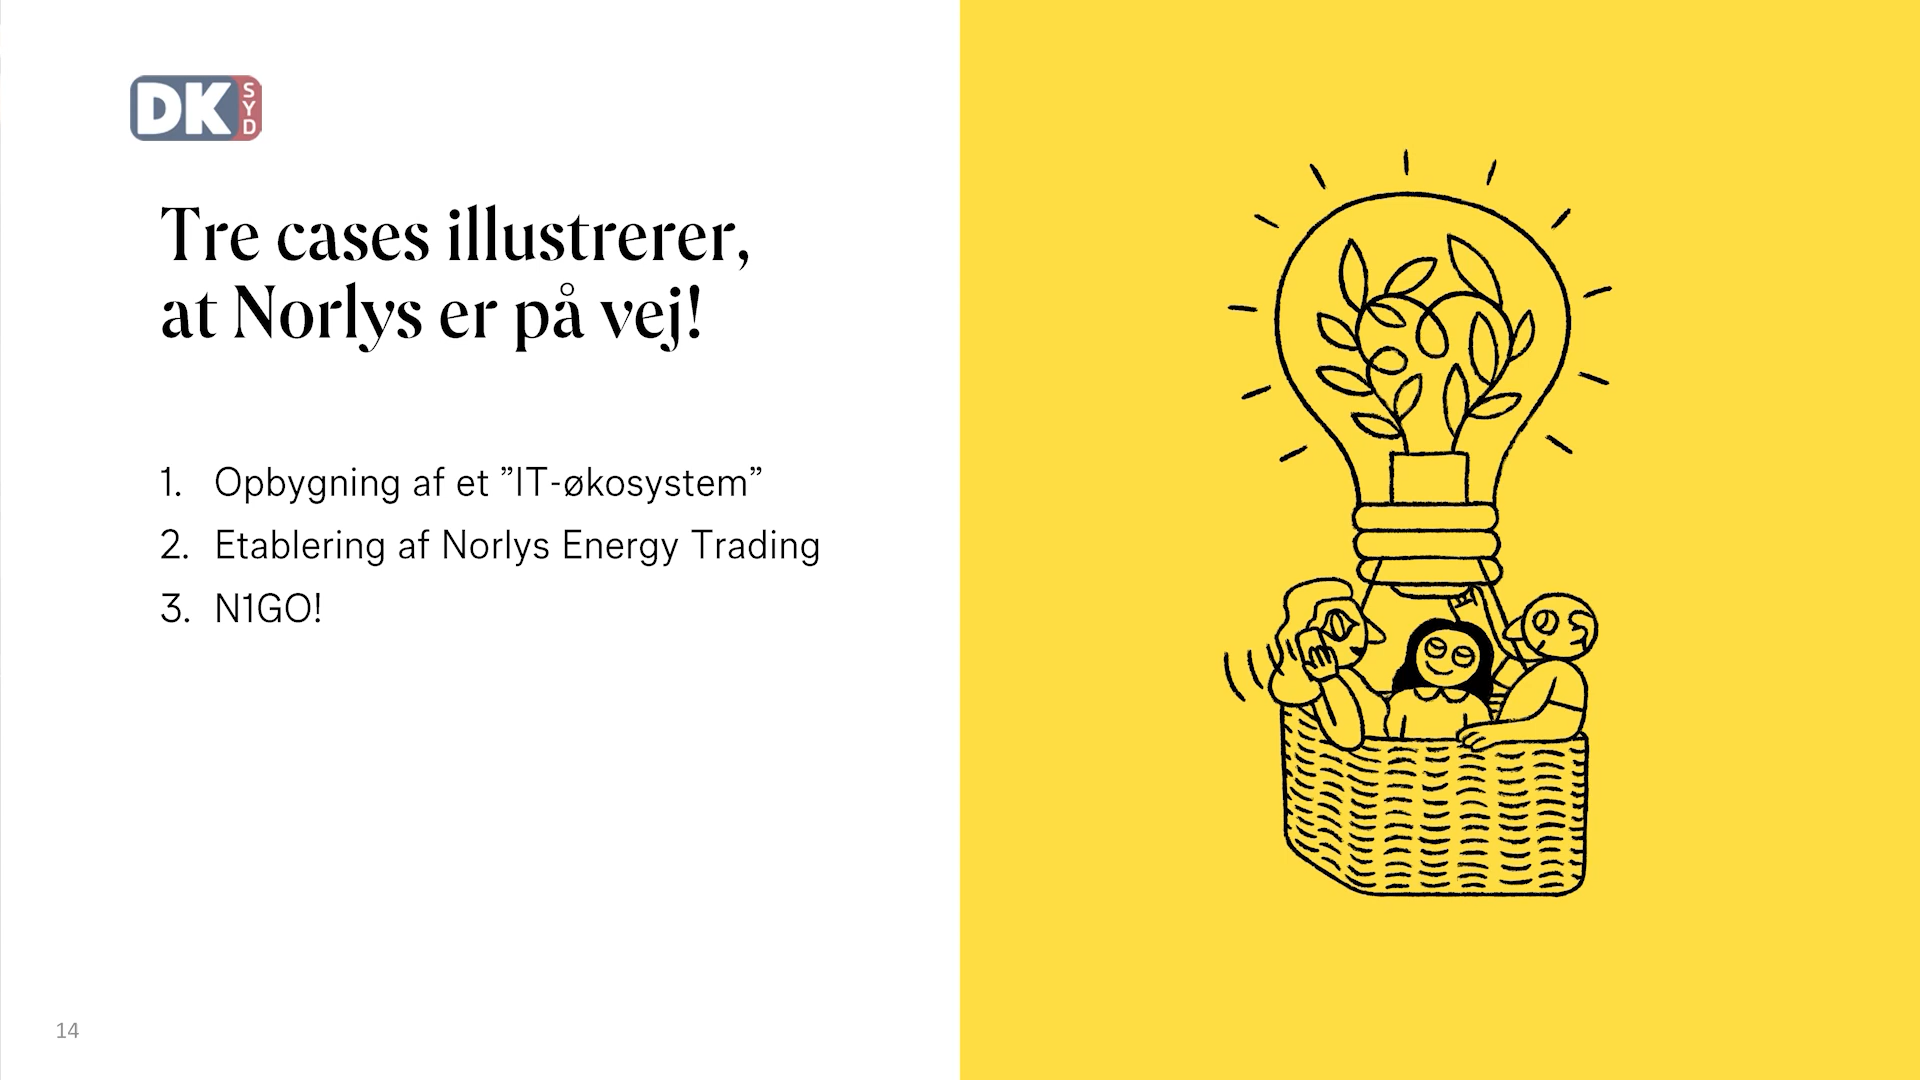 DK SYD
Tre cases illustrerer,
at Norlys er på vej!
1. Opbygning af et ”IT-økosystem”
2. Etablering af Norlys Energy Trading
3. N1GO!
14